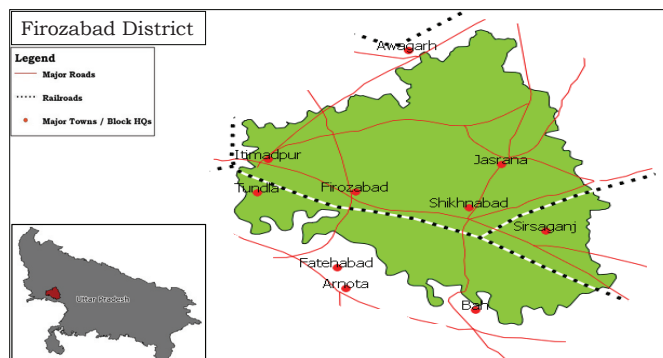 Firozabad District
Legend
Major Roads
Railroads
Major Towns / Block HQs
Awagarh
Itimadpur
Jasrana
Tundla
Firozabad
Shikhnabad
Sirsaganj
Fatehabad
Arnota
Bah
Uttar Pradesh